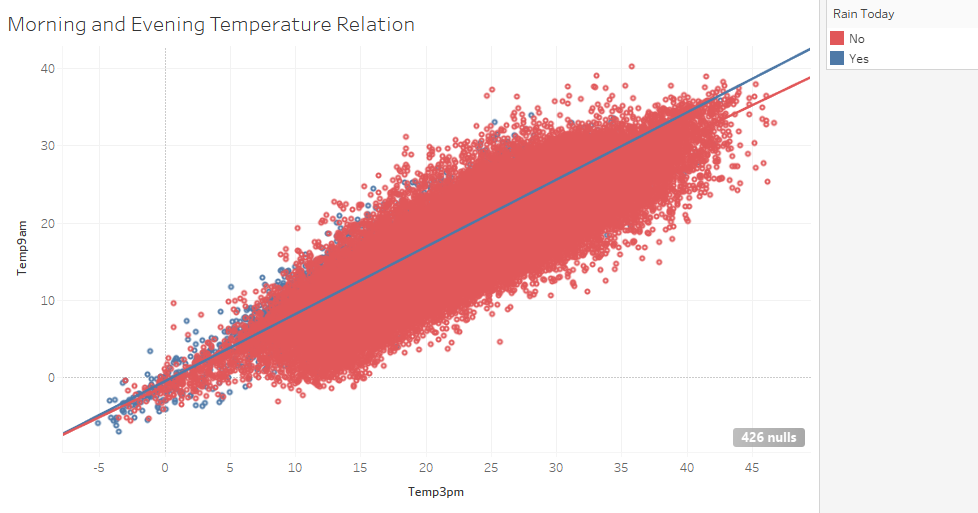 Morning and Evening Temperature Relation
Rain Today
No
Yes
Temp9am
40
30
20
10
0
426 nulls
-5 0 5 10 15 20 25 30 35 40 45
Temp3pm